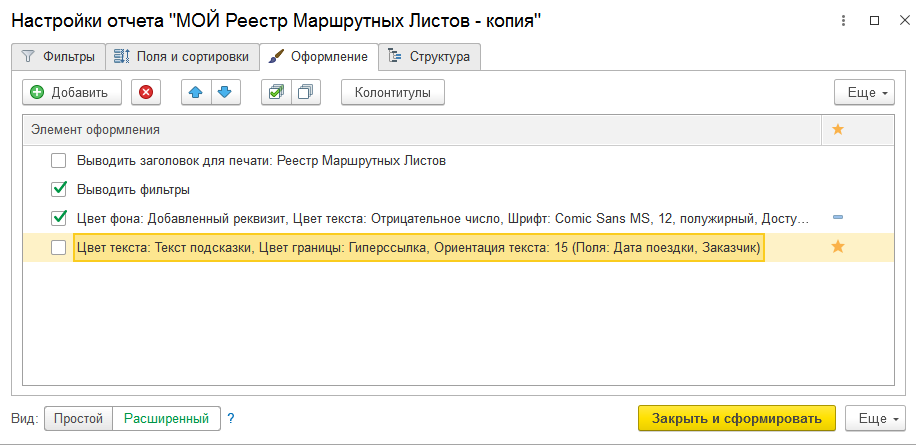 Настройки отчета "МОЙ Реестр Маршрутных Листов - копия"
Фильтры Поля и сортировки Оформление Структура
Добавить Колонтитулы Еще
Элемент оформления
Выводить заголовок для печати: Реестр Маршрутных Листов
Выводить фильтры
Цвет фона: Добавленный реквизит, Цвет текста: Отрицательное число, Шрифт: Comic Sans MS, 12, полужирный, Досту...
Цвет текста: Текст подсказки, Цвет границы: Гиперссылка, Ориентация текста: 15 (Поля: Дата поездки, Заказчик)
Вид: Простой Расширенный ? Закрыть и сформировать Еще